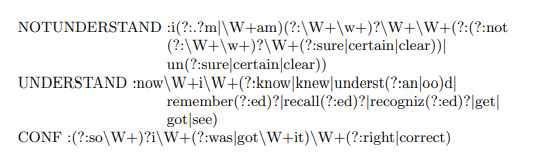 NOTUNDERSTAND :i(?:.?m|\W+am)(?:\W+\w+)?\W+\W+(?:(?:not
(?:\W+\w+)?\W+(?:sure|certain|clear))|
un(?:sure|certain|clear))
UNDERSTAND :now\W+i\W+(?:know|knew|underst(?:an|oo)d|
remember(?:ed)?|recall(?:ed)?|recogniz(?:ed)?|get|
got|see)
CONF :(?:so\W+)?i\W+(?:was|got\W+it)\W+(?:right|correct)